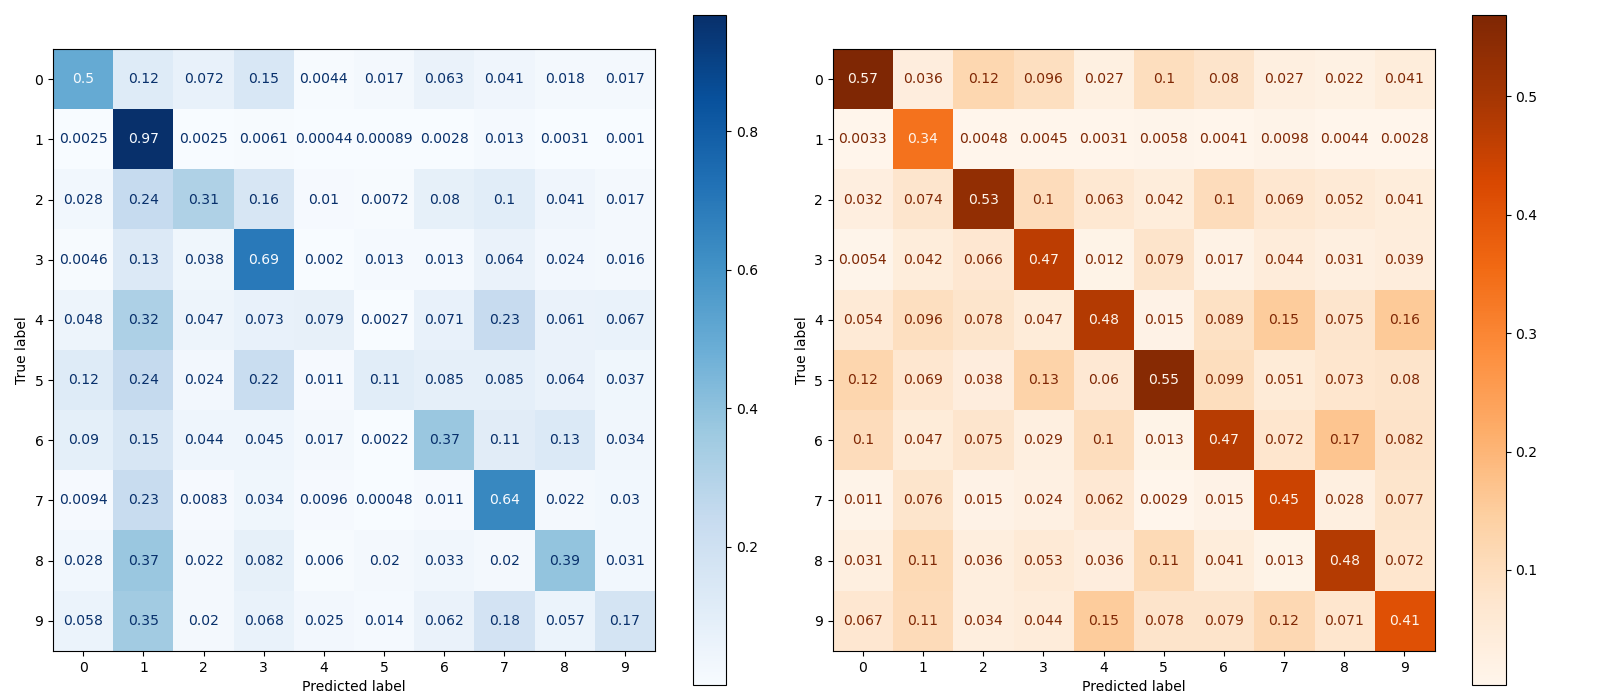 0 0.5 0.12 0.072 0.15 0.0044 0.017 0.063 0.041 0.018 0.017
1 0.0025 0.97 0.0025 0.0061 0.00044 0.00089 0.0028 0.013 0.0031 0.001
2 0.028 0.24 0.31 0.16 0.01 0.0072 0.08 0.1 0.041 0.017
3 0.0046 0.13 0.038 0.69 0.002 0.013 0.013 0.064 0.024 0.016
4 0.048 0.32 0.047 0.073 0.079 0.0027 0.071 0.23 0.061 0.067
5 0.12 0.24 0.024 0.22 0.011 0.11 0.085 0.085 0.064 0.037
6 0.09 0.15 0.044 0.045 0.017 0.0022 0.37 0.11 0.13 0.034
7 0.0094 0.23 0.0083 0.034 0.0096 0.00048 0.011 0.64 0.022 0.03
8 0.028 0.37 0.022 0.082 0.006 0.02 0.033 0.02 0.39 0.031
9 0.058 0.35 0.02 0.068 0.025 0.014 0.062 0.18 0.057 0.17
0 1 2 3 4 5 6 7 8 9
Predicted label
True label
0.8
0.6
0.4
0.2
0 0.57 0.036 0.12 0.096 0.027 0.1 0.08 0.027 0.022 0.041
1 0.0033 0.34 0.0048 0.0045 0.0031 0.0058 0.0041 0.0098 0.0044 0.0028
2 0.032 0.074 0.53 0.1 0.063 0.042 0.1 0.069 0.052 0.041
3 0.0054 0.042 0.066 0.47 0.012 0.079 0.017 0.044 0.031 0.039
4 0.054 0.096 0.078 0.047 0.48 0.015 0.089 0.15 0.075 0.16
5 0.12 0.069 0.038 0.13 0.06 0.55 0.099 0.051 0.073 0.08
6 0.1 0.047 0.075 0.029 0.1 0.013 0.47 0.072 0.17 0.082
7 0.011 0.076 0.015 0.024 0.062 0.0029 0.015 0.45 0.028 0.077
8 0.031 0.11 0.036 0.053 0.036 0.11 0.041 0.013 0.48 0.072
9 0.067 0.11 0.034 0.044 0.15 0.078 0.079 0.12 0.071 0.41
0 1 2 3 4 5 6 7 8 9
Predicted label
True label
0.5
0.4
0.3
0.2
0.1